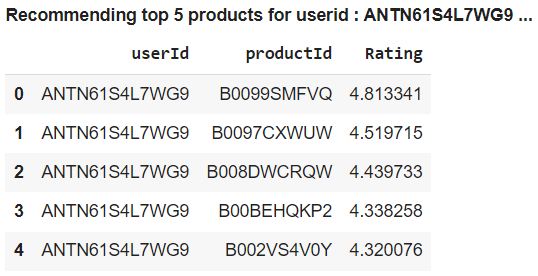 Recommending top 5 products for userid : ANTN61S4L7WG9 ...
userId productId Rating
0 ANTN61S4L7WG9 B0099SMFVQ 4.813341
1 ANTN61S4L7WG9 B0097CXWUW 4.519715
2 ANTN61S4L7WG9 B008DWCRQW 4.439733
3 ANTN61S4L7WG9 B00BEHQKP2 4.338258
4 ANTN61S4L7WG9 B002VS4V0Y 4.320076